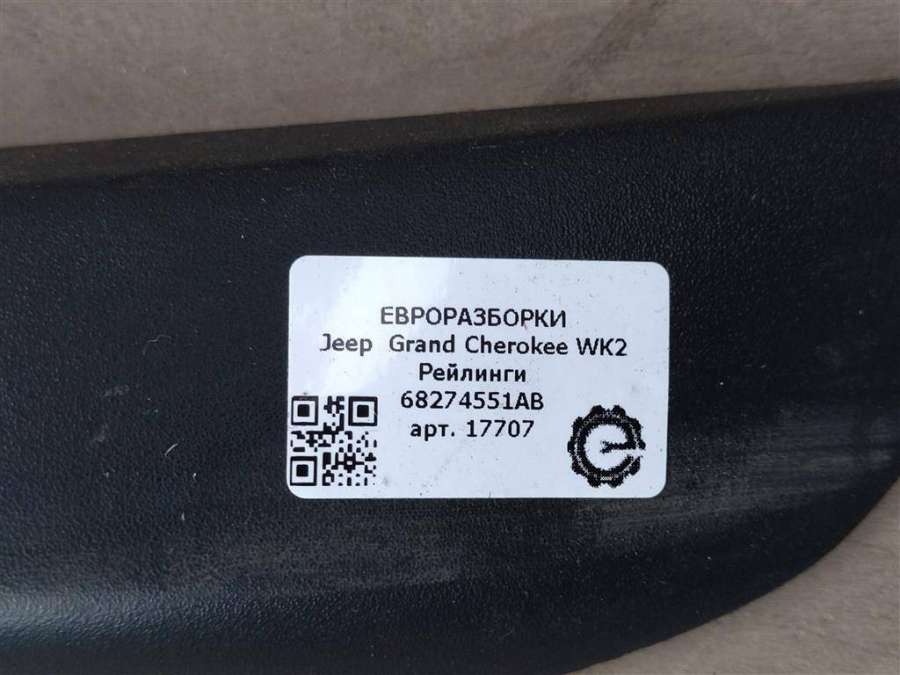 ЕВРОРАЗБОРКИ
Jeep Grand Cherokee WK2
Рейлинги
68274551AB
арт. 17707